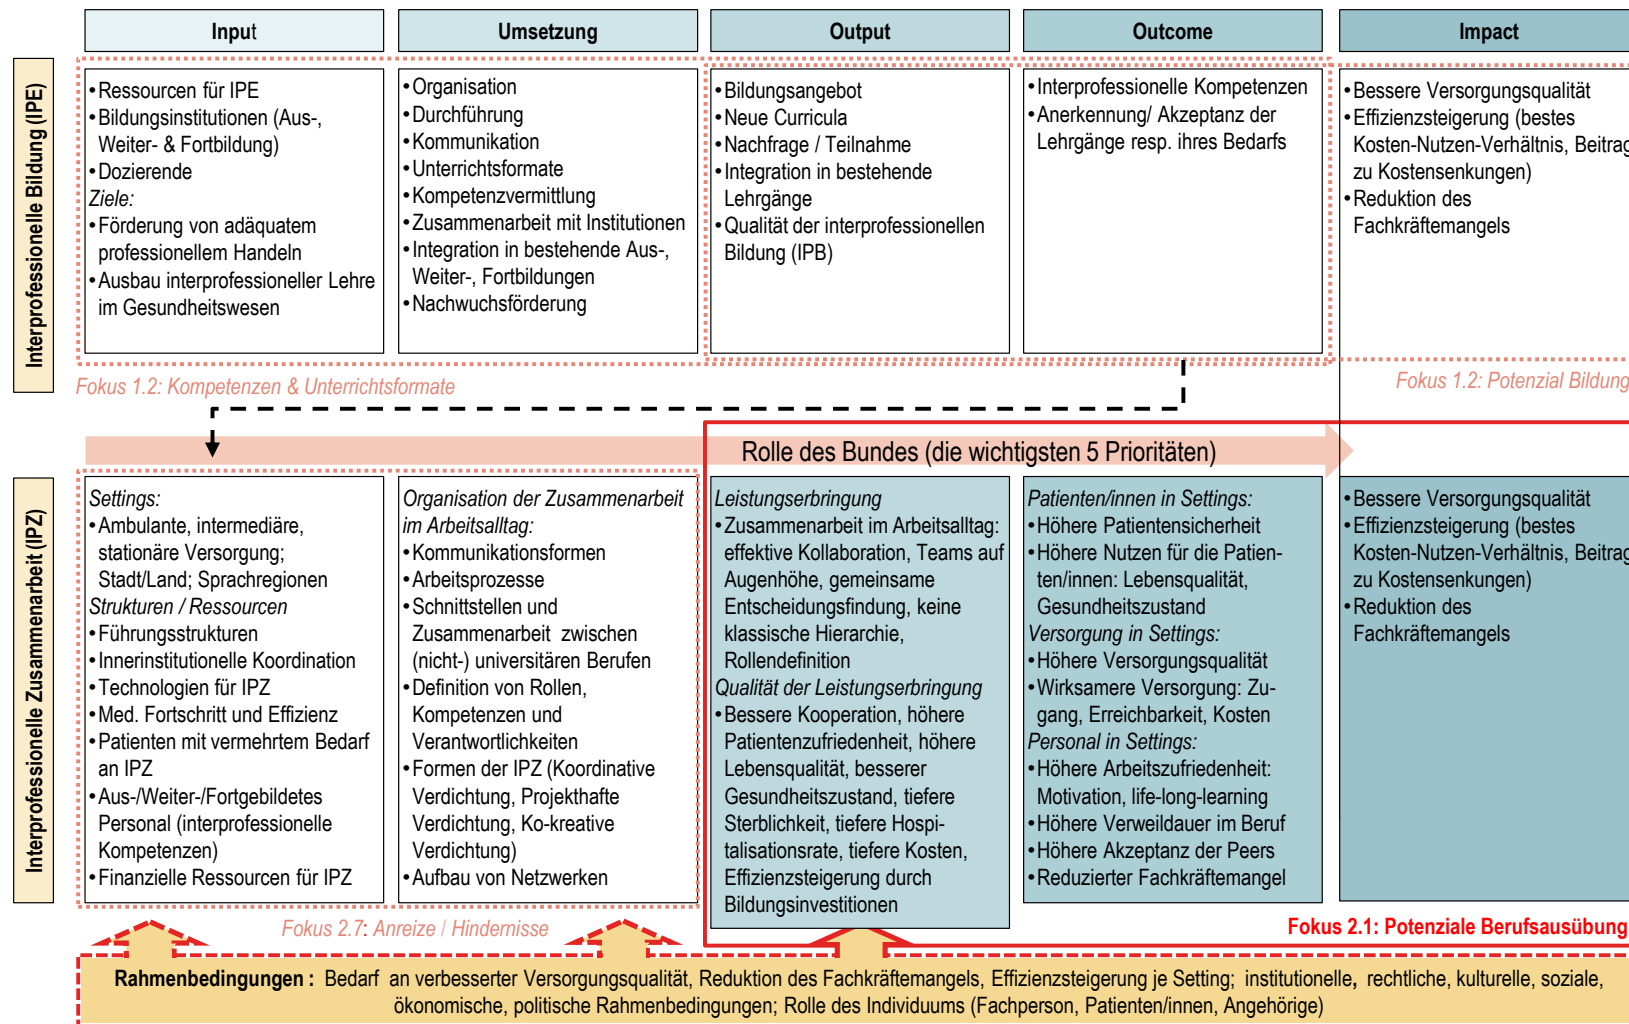 Input
Umsetzung
Output
Outcome
Impact
Interprofessionelle Bildung (IPE)
•Ressourcen für IPE
•Bildungsinstitutionen (Aus-,
Weiter- & Fortbildung)
•Dozierende
Ziele:
•Förderung von adäquatem
professionellem Handeln
•Ausbau interprofessioneller Lehre
im Gesundheitswesen
•Organisation
•Durchführung
•Kommunikation
•Unterrichtsformate
•Kompetenzvermittlung
•Zusammenarbeit mit Institutionen
•Integration in bestehende Aus-,
Weiter-, Fortbildungen
•Nachwuchsförderung
•Bildungsangebot
•Neue Curricula
•Nachfrage / Teilnahme
•Integration in bestehende
Lehrgänge
•Qualität der interprofessionellen
Bildung (IPB)
•Interprofessionelle Kompetenzen
•Anerkennung/ Akzeptanz der
Lehrgänge resp. ihres Bedarfs
•Bessere Versorgungsqualität
•Effizienzsteigerung (bestes
Kosten-Nutzen-Verhältnis, Beitrag
zu Kostensenkungen)
•Reduktion des
Fachkräftemangels
Fokus 1.2: Kompetenzen & Unterrichtsformate
Fokus 1.2: Potenzial Bildung
Rolle des Bundes (die wichtigsten 5 Prioritäten)
Interprofessionelle Zusammenarbeit (IPZ)
Settings:
•Ambulante, intermediäre,
stationäre Versorgung;
Stadt/Land; Sprachregionen
Strukturen / Ressourcen
•Führungsstrukturen
•Innerinstitutionelle Koordination
•Technologien für IPZ
•Med. Fortschritt und Effizienz
•Patienten mit vermehrtem Bedarf
an IPZ
•Aus-/Weiter-/Fortgebildetes
Personal (interprofessionelle
Kompetenzen)
•Finanzielle Ressourcen für IPZ
Organisation der Zusammenarbeit
im Arbeitsalltag:
•Kommunikationsformen
•Arbeitsprozesse
•Schnittstellen und
Zusammenarbeit zwischen
(nicht-) universitären Berufen
•Definition von Rollen,
Kompetenzen und
Verantwortlichkeiten
•Formen der IPZ (Koordinative
Verdichtung, Projekthafte
Verdichtung, Ko-kreative
Verdichtung)
•Aufbau von Netzwerken
Leistungserbringung
•Zusammenarbeit im Arbeitsalltag:
effektive Kollaboration, Teams auf
Augenhöhe, gemeinsame
Entscheidungsfindung, keine
klassische Hierarchie,
Rollendefinition
Qualität der Leistungserbringung
•Bessere Kooperation, höhere
Patientenzufriedenheit, höhere
Lebensqualität, besserer
Gesundheitszustand, tiefere
Sterblichkeit, tiefere Hospi-
talisationsrate, tiefere Kosten,
Effizienzsteigerung durch
Bildungsinvestitionen
Patienten/innen in Settings:
•Höhere Patientensicherheit
•Höhere Nutzen für die Patien-
ten/innen: Lebensqualität,
Gesundheitszustand
Versorgung in Settings:
•Höhere Versorgungsqualität
•Wirksamere Versorgung: Zu-
gang, Erreichbarkeit, Kosten
Personal in Settings:
•Höhere Arbeitszufriedenheit:
Motivation, life-long-learning
•Höhere Verweildauer im Beruf
•Höhere Akzeptanz der Peers
•Reduzierter Fachkräftemangel
•Bessere Versorgungsqualität
•Effizienzsteigerung (bestes
Kosten-Nutzen-Verhältnis, Beitrag
zu Kostensenkungen)
•Reduktion des
Fachkräftemangels
Fokus 2.7: Anreize / Hindernisse
Fokus 2.1: Potenziale Berufsausübung
Rahmenbedingungen : Bedarf an verbesserter Versorgungsqualität, Reduktion des Fachkräftemangels, Effizienzsteigerung je Setting; institutionelle, rechtliche, kulturelle, soziale,
ökonomische, politische Rahmenbedingungen; Rolle des Individuums (Fachperson, Patienten/innen, Angehörige)